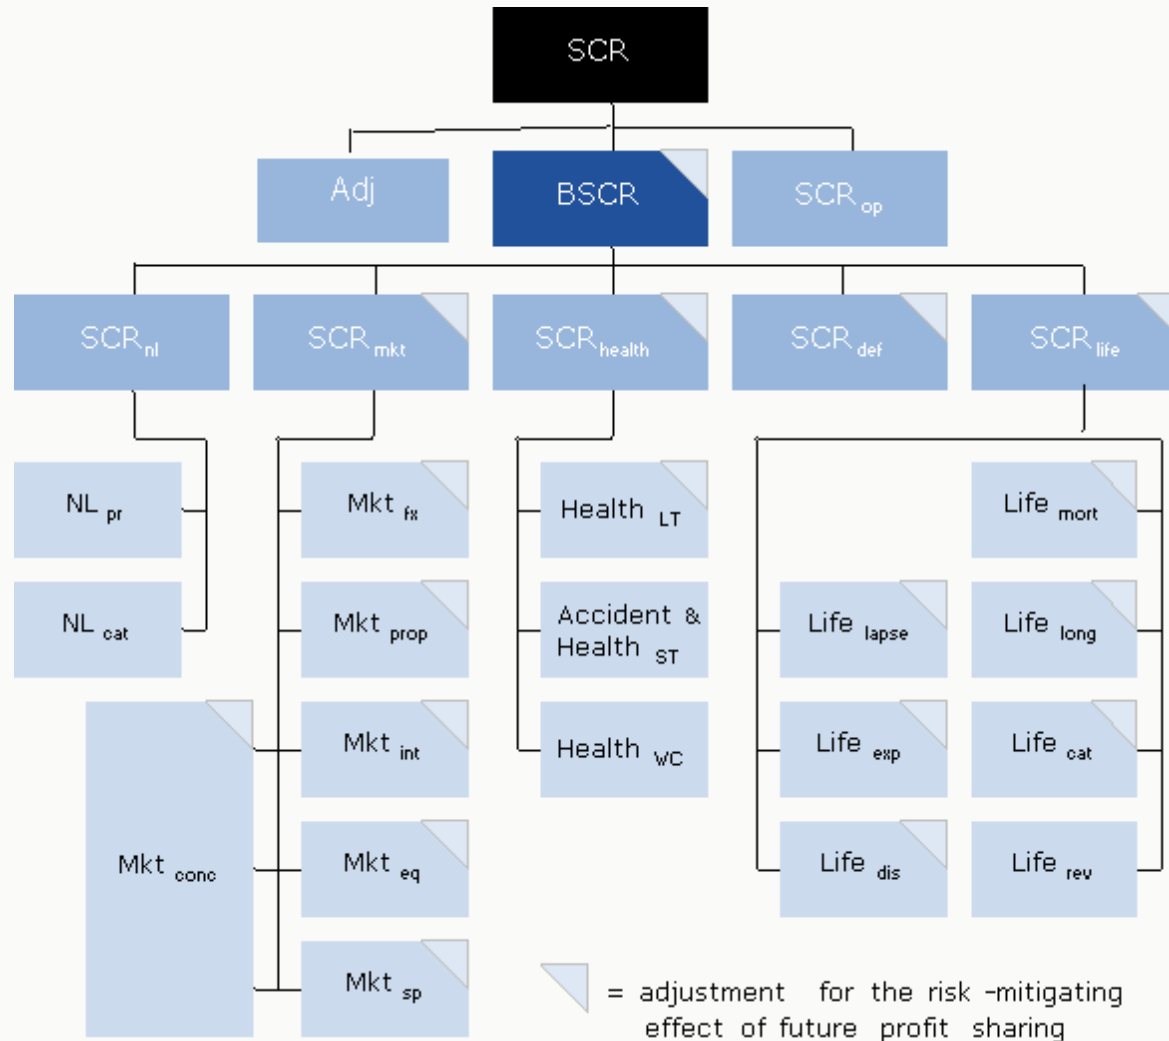 SCR
Adj
BSCR
SCR op
SCR nl
SCR mkt
SCR health
SCR def
SCR life
NL pr
Mkt fx
Health LT
Life mort
NL cat
Mkt prop
Accident &
Health ST
Life lapse
Life long
Mkt conc
Mkt int
Health WC
Life exp
Life cat
Mkt eq
Life dis
Life rev
Mkt sp
= adjustment for the risk -mitigating
effect of future profit sharing